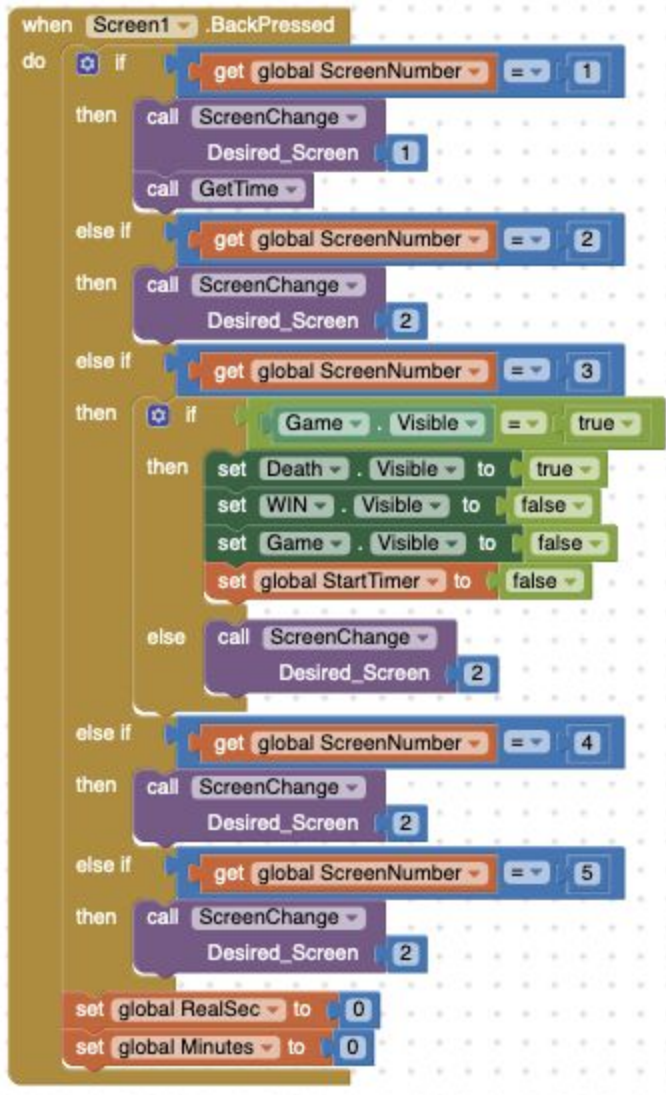 when Screen1 .BackPressed
do if get global ScreenNumber = 1
then call ScreenChange
Desired_Screen 1
call GetTime
else if get global ScreenNumber = 2
then call ScreenChange
Desired_Screen 2
else if get global ScreenNumber = 3
then if Game . Visible = true
then set Death . Visible to true
set WIN . Visible to false
set Game . Visible to false
set global StartTimer to false
else call ScreenChange
Desired_Screen 2
else if get global ScreenNumber = 4
then call ScreenChange
Desired_Screen 2
else if get global ScreenNumber = 5
then call ScreenChange
Desired_Screen 2
set global RealSec to 0
set global Minutes to 0